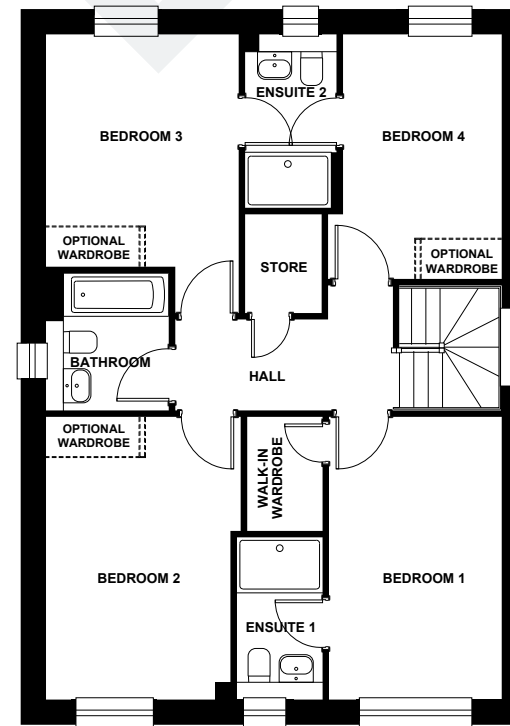 ENSUITE 2
BEDROOM 3
BEDROOM 4
OPTIONAL
WARDROBE
STORE
OPTIONAL
WARDROBE
BATHROOM
HALL
OPTIONAL
WARDROBE
WALK-IN
WARDROBE
BEDROOM 2
BEDROOM 1
ENSUITE 1